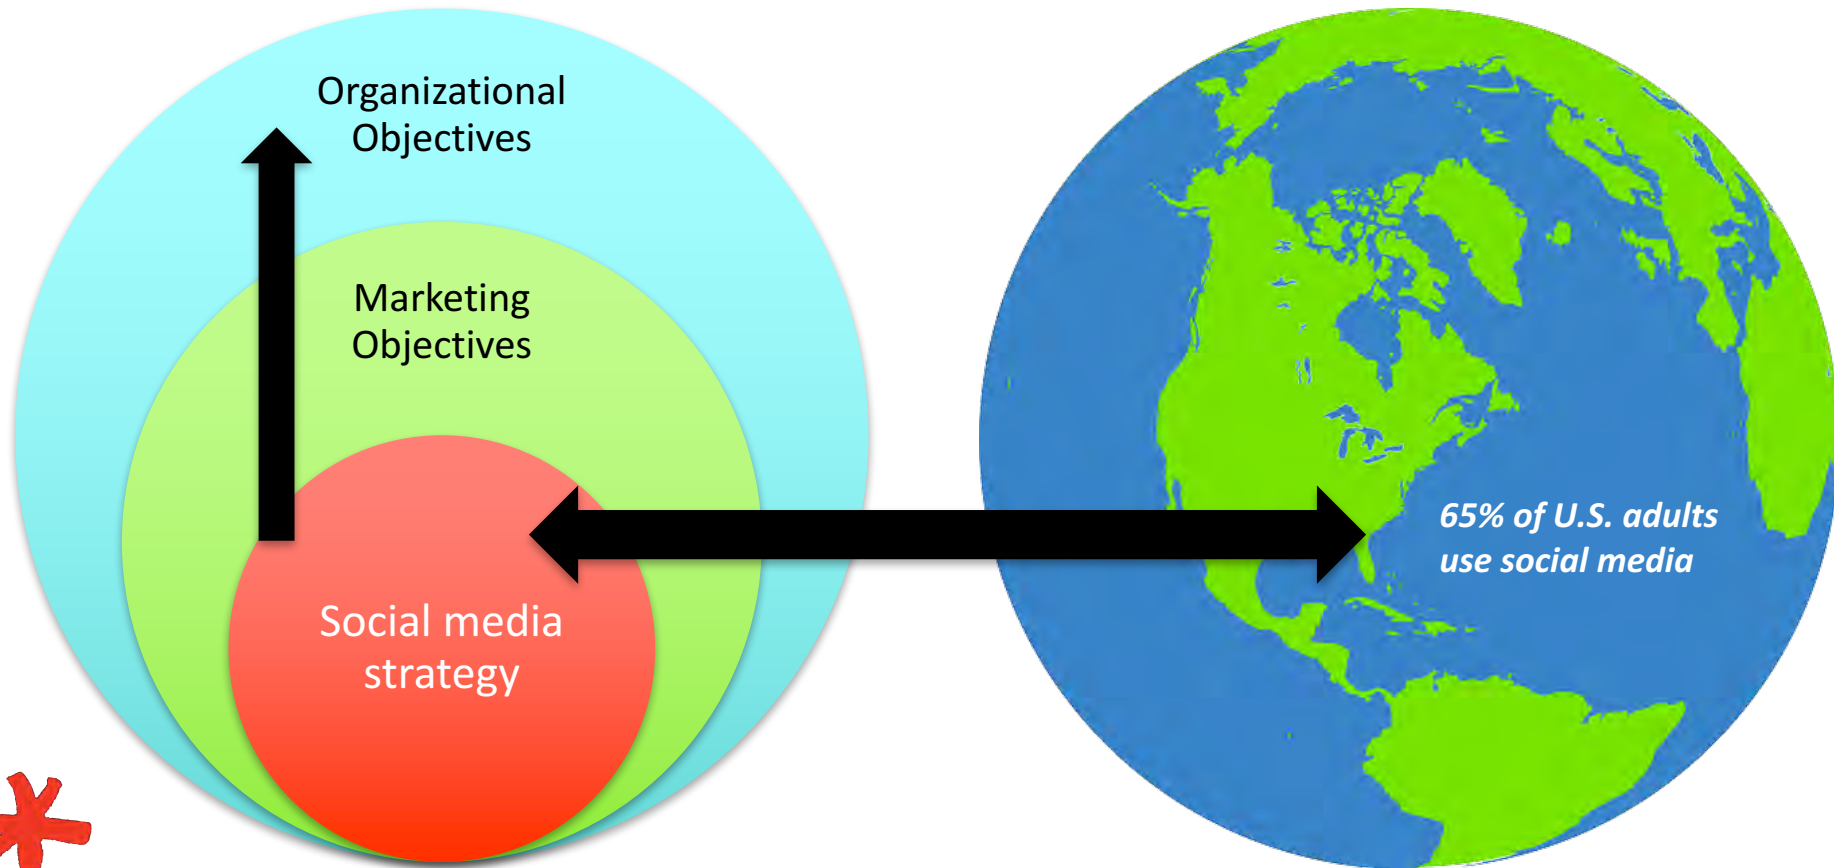 Organizational
Objectives
Marketing
Objectives
Social media
strategy
65% of U.S. adults
use social media